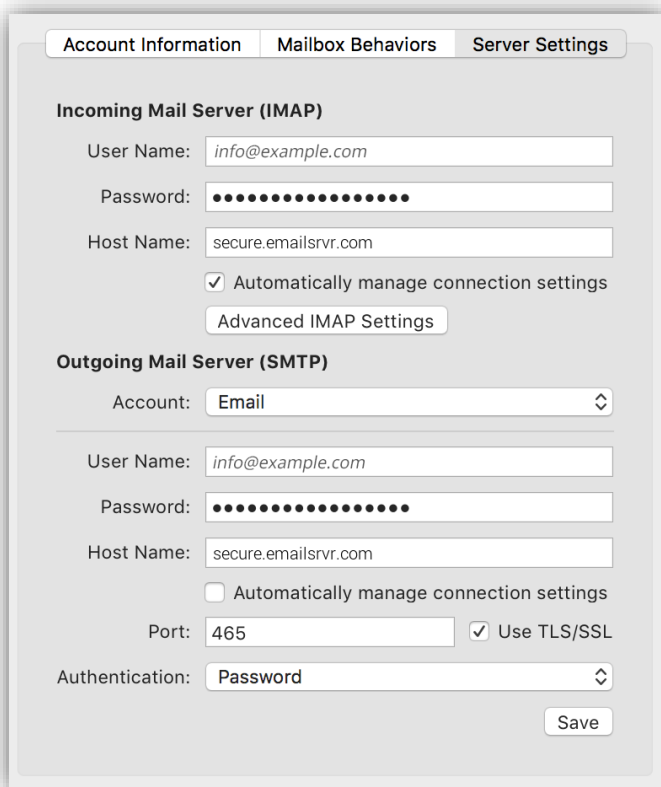 Account Information Mailbox Behaviors Server Settings
Incoming Mail Server (IMAP)
User Name: info@example.com
Password: ●●●●●●●●●●●●●●●●●
Host Name: secure.emailsrvr.com
Automatically manage connection settings
Advanced IMAP Settings
Outgoing Mail Server (SMTP)
Account: Email
User Name: info@example.com
Password: ●●●●●●●●●●●●●●●●●
Host Name: secure.emailsrvr.com
Automatically manage connection settings
Port: 465 Use TLS/SSL
Authentication: Password
Save